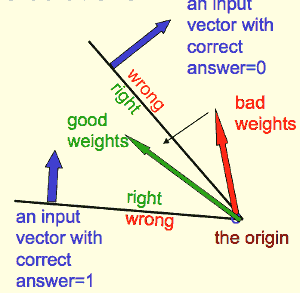 an input
vector with
correct
answer=0
wrong
right
good
weights
bad
weights
right
wrong
an input
vector with
correct
answer=1
the origin